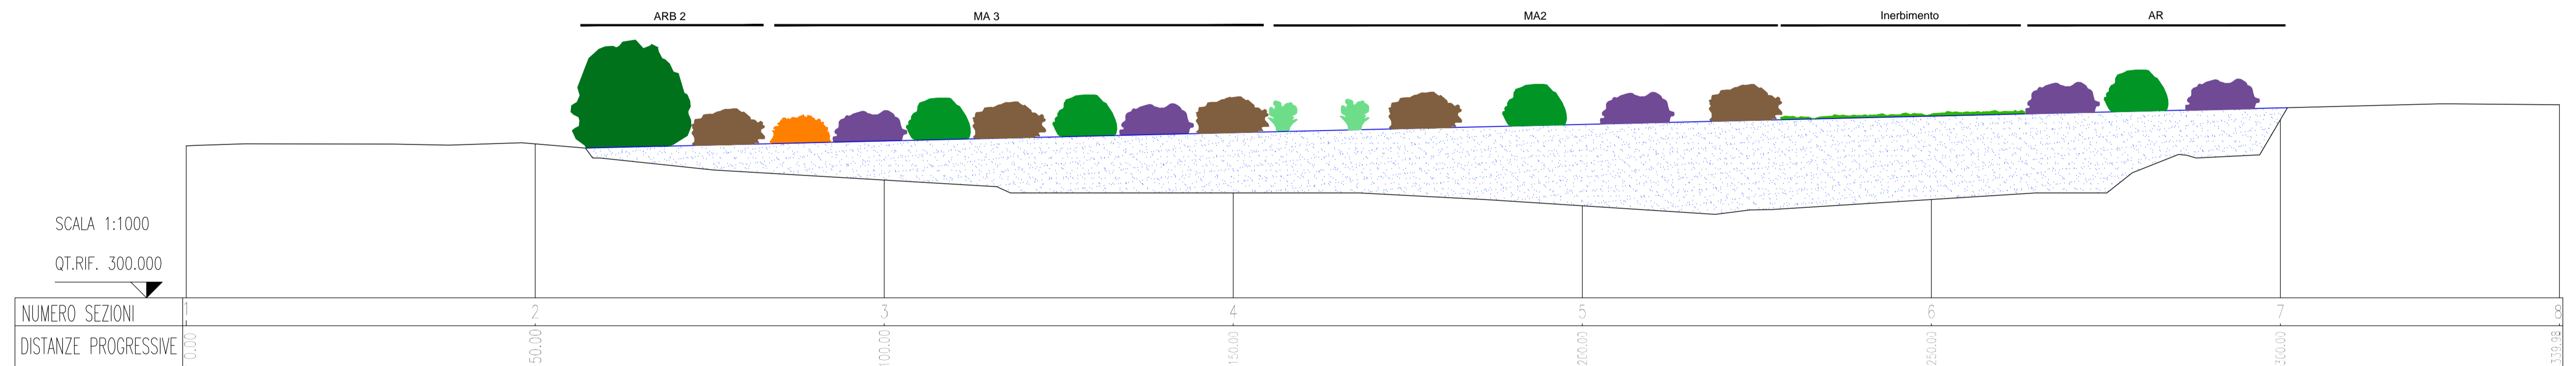 ARB 2 MA 3 MA2 Inerbimento AR
SCALA 1:1000
QT.RIF. 300.000
NUMERO SEZIONI 1 2 3 4 5 6 7 8
DISTANZE PROGRESSIVE 0.00 50.00 100.00 150.00 200.00 250.00 300.00 339.98